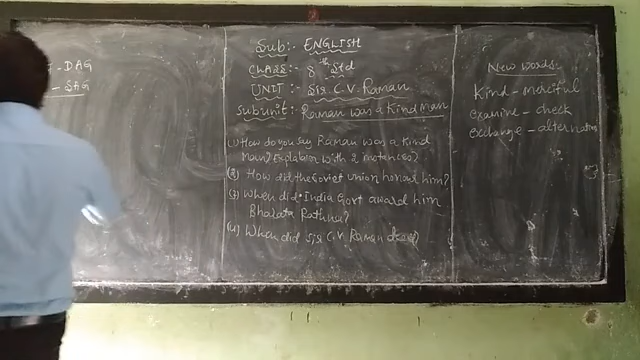 - DAG
- SAG
Sub:- ENGLISH
CLASS:- 8th Std
UNIT:- Sir. C.V. Raman
Subunit:- Raman was a Kind Man
(1) How do you say Raman was a Kind
man? Explain with 2
(2) How did the Soviet union honour him?
(3) When did India Govt award him
Bharata Rathna?
(4) When did Sir C.V. Raman
New words:
Kind - merciful
examine - check
exchange - alternation